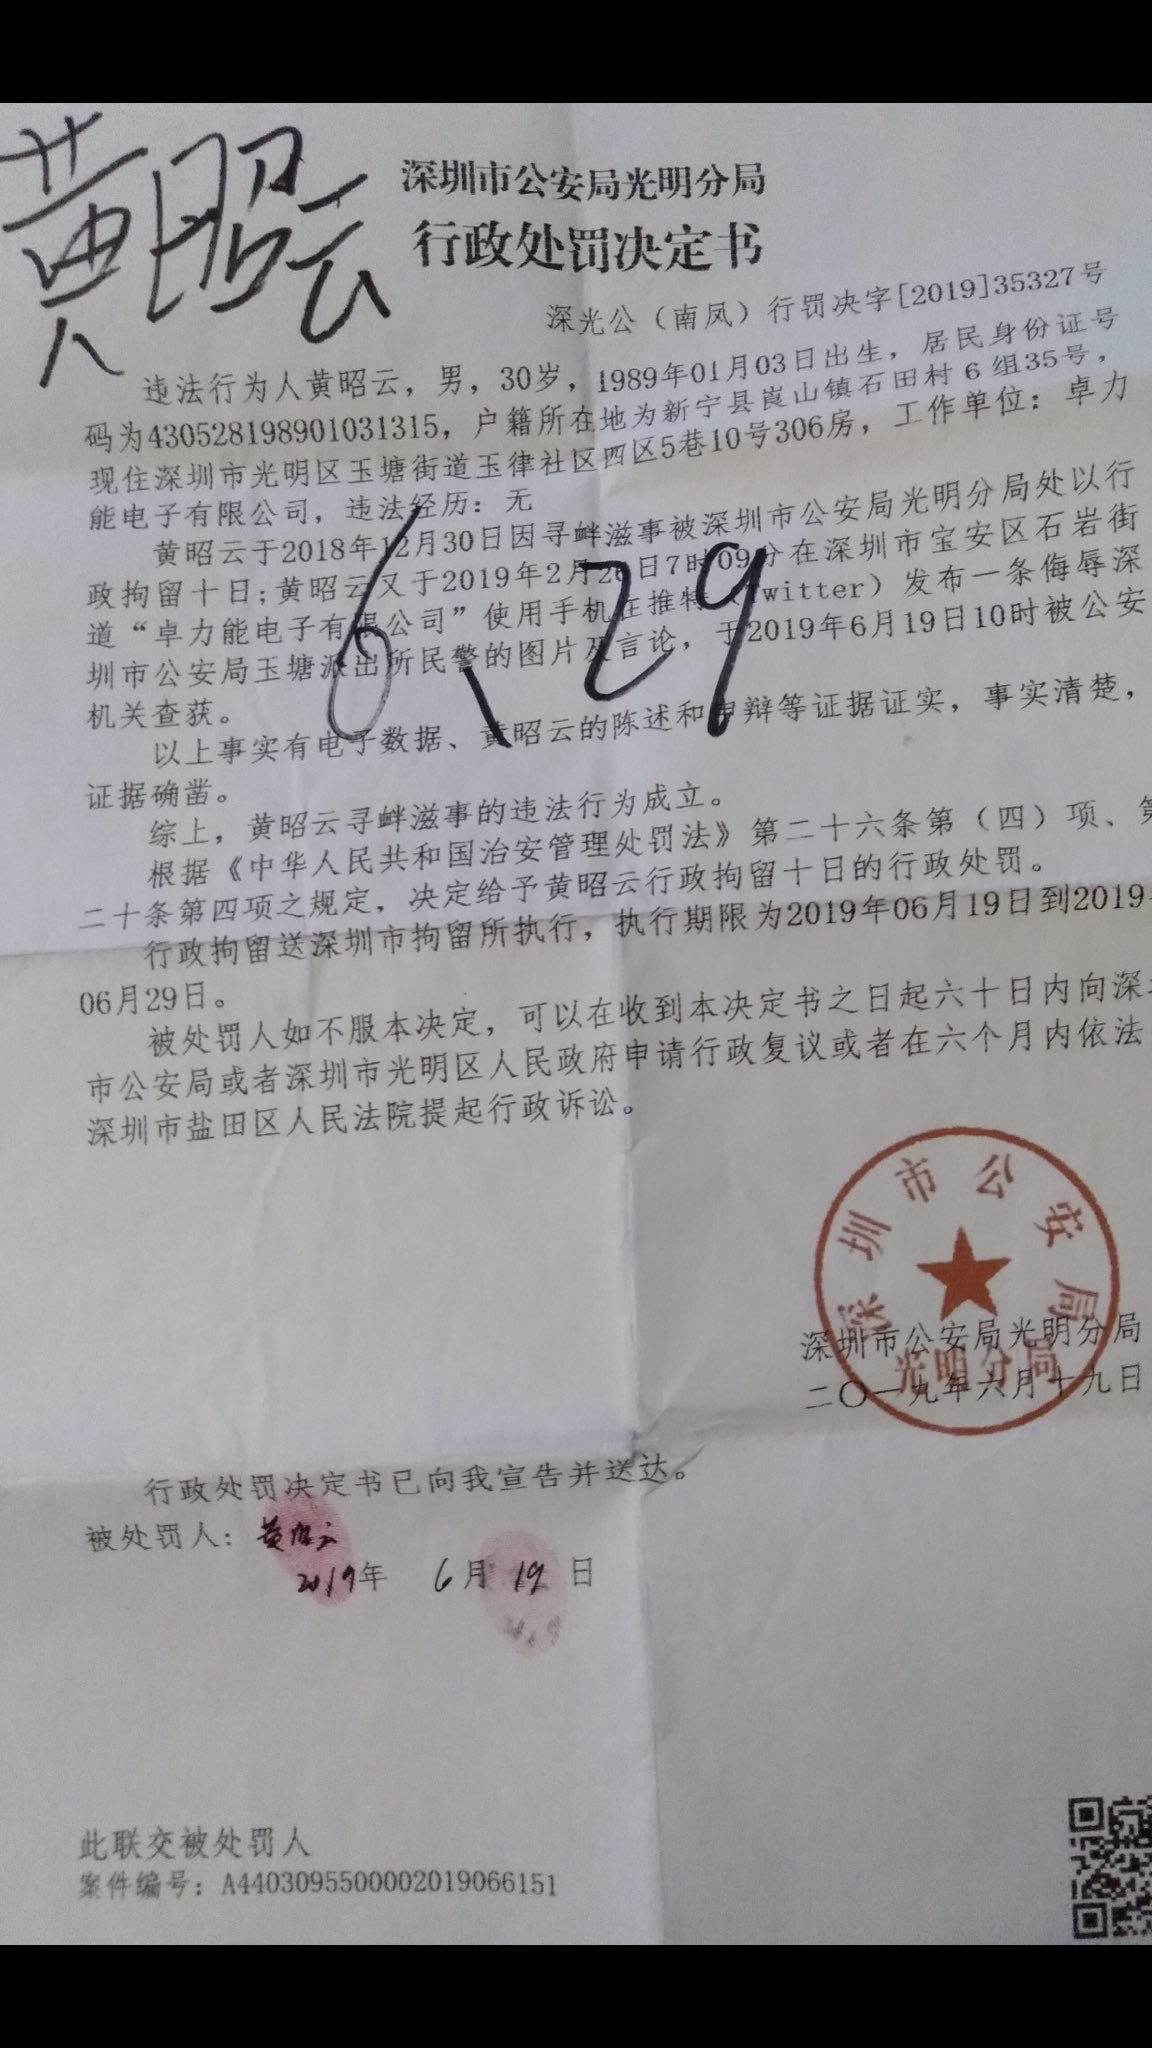 黄昭云
深圳市公安局光明分局
行政处罚决定书
深光公（南凤）行罚决字[2019]35327号
违法行为人黄昭云，男，30岁，1989年01月03日出生，居民身份证号
码为430528198901031315，户籍所在地为新宁县崀山镇石田村6组35号，
现住深圳市光明区玉塘街道玉律社区四区5巷10号306房，工作单位：卓力
能电子有限公司，违法经历：无
黄昭云于2018年12月30日因寻衅滋事被深圳市公安局光明分局处以行
政拘留十日;黄昭云又于2019年2月26日7时09分在深圳市宝安区石岩街
道“卓力能电子有限公司”使用手机在推特（Twitter）发布一条侮辱深
圳市公安局玉塘派出所民警的图片及言论，于2019年6月19日10时被公安
机关查获。
6.29
以上事实有电子数据、黄昭云的陈述和申辩等证据证实，事实清楚，
证据确凿。
综上，黄昭云寻衅滋事的违法行为成立。
根据《中华人民共和国治安管理处罚法》第二十六条第（四）项、第
二十条第四项之规定，决定给予黄昭云行政拘留十日的行政处罚。
行政拘留送深圳市拘留所执行，执行期限为2019年06月19日到2019
06月29日。
被处罚人如不服本决定，可以在收到本决定书之日起六十日内向深
市公安局或者深圳市光明区人民政府申请行政复议或者在六个月内依法
深圳市盐田区人民法院提起行政诉讼。
深圳市公安局
光明分局
深圳市公安局光明分局
二〇一九年六月十九日
行政处罚决定书已向我宣告并送达。
被处罚人：黄昭云
2019年 6月19日
此联交被处罚人
案件编号：A4403095500002019066151